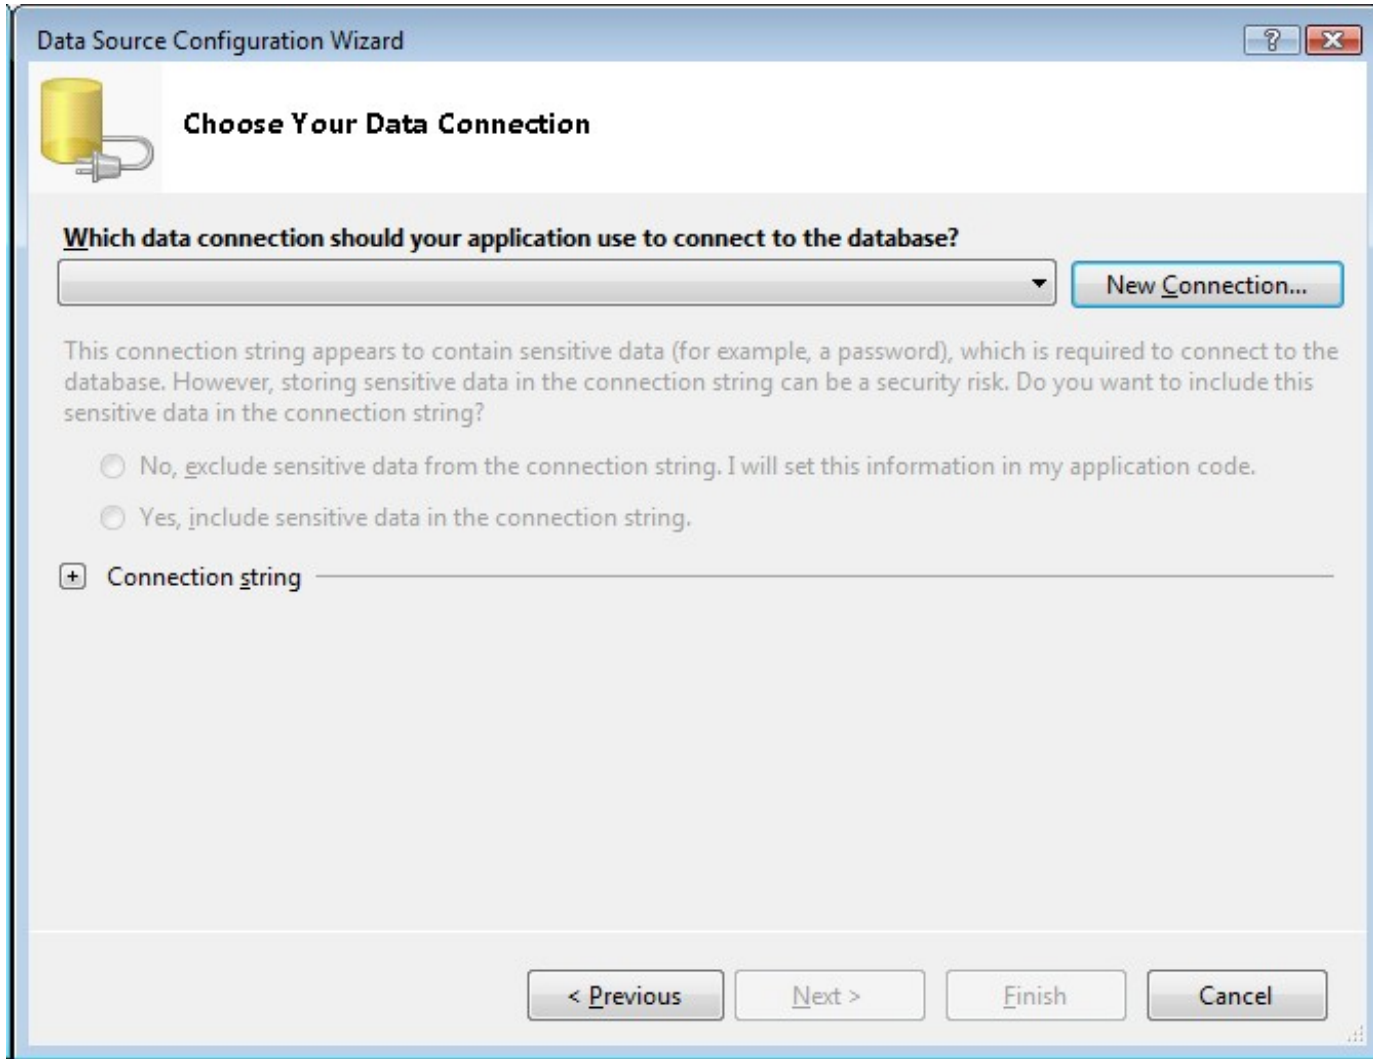 Data Source Configuration Wizard
Choose Your Data Connection
Which data connection should your application use to connect to the database?
New Connection...
This connection string appears to contain sensitive data (for example, a password), which is required to connect to the
database. However, storing sensitive data in the connection string can be a security risk. Do you want to include this
sensitive data in the connection string?
No, exclude sensitive data from the connection string. I will set this information in my application code.
Yes, include sensitive data in the connection string.
Connection string
< Previous
Next >
Finish
Cancel